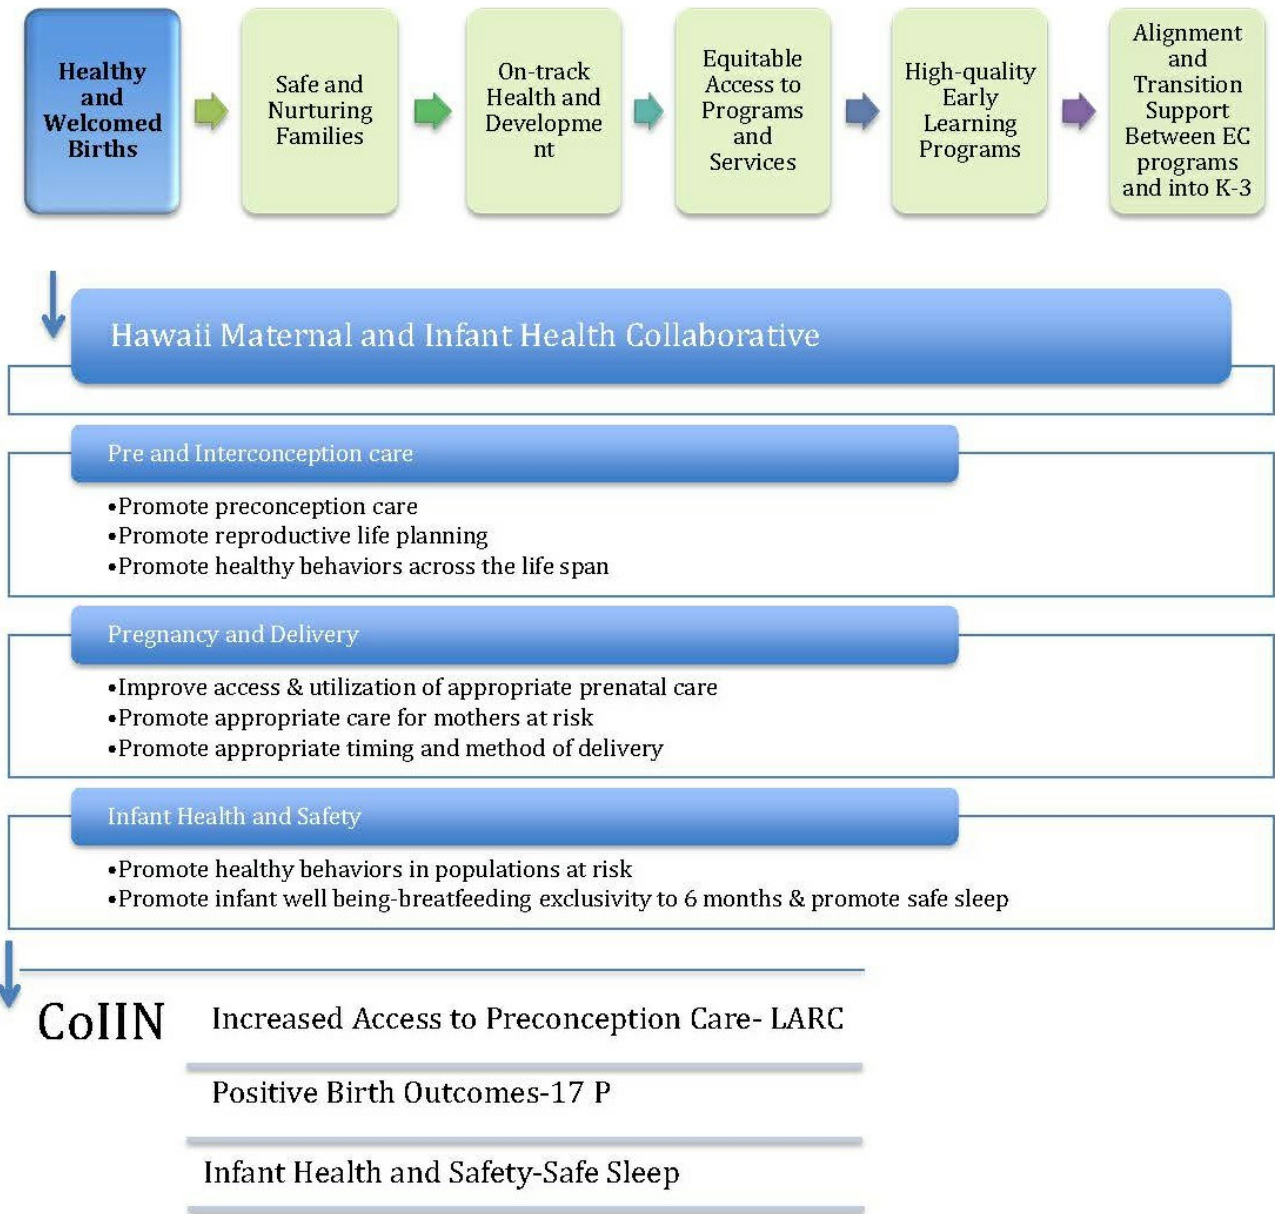 Healthy
and
Welcomed
Births
Safe and
Nurturing
Families
On-track
Health and
Developme
nt
Equitable
Access to
Programs
and
Services
High-quality
Early
Learning
Programs
Alignment
and
Transition
Support
Between EC
programs
and into K-3
Hawaii Maternal and Infant Health Collaborative
Pre and Interconception care
•Promote preconception care
•Promote reproductive life planning
•Promote healthy behaviors across the life span
Pregnancy and Delivery
•Improve access & utilization of appropriate prenatal care
•Promote appropriate care for mothers at risk
•Promote appropriate timing and method of delivery
Infant Health and Safety
•Promote healthy behaviors in populations at risk
•Promote infant well being-breastfeeding exclusivity to 6 months & promote safe sleep
CoIIN
Increased Access to Preconception Care- LARC
Positive Birth Outcomes-17 P
Infant Health and Safety-Safe Sleep